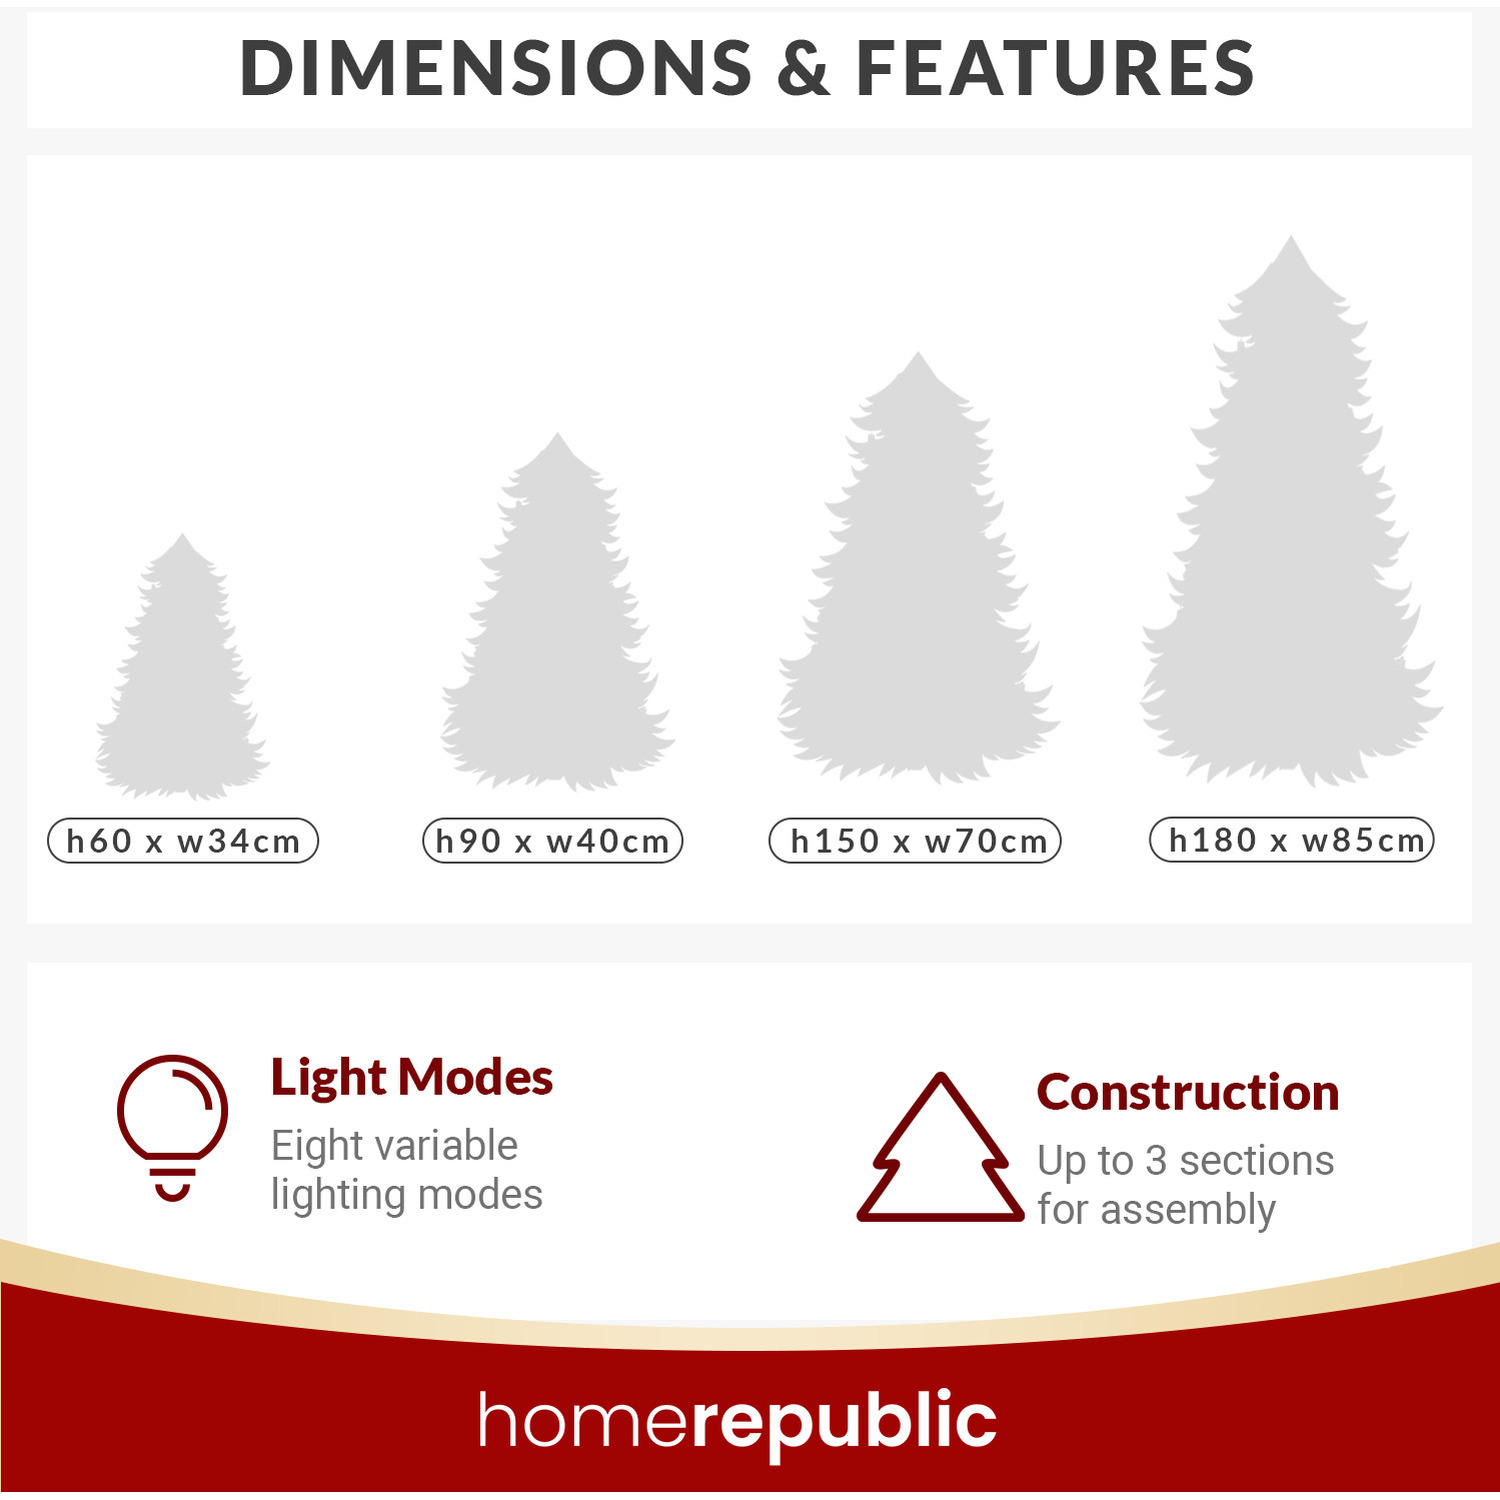 DIMENSIONS & FEATURES
h60 x w34cm
h90 x w40cm
h150 x w70cm
h180 x w85cm
Light Modes
Eight variable
lighting modes
Construction
Up to 3 sections
for assembly
homerepublic